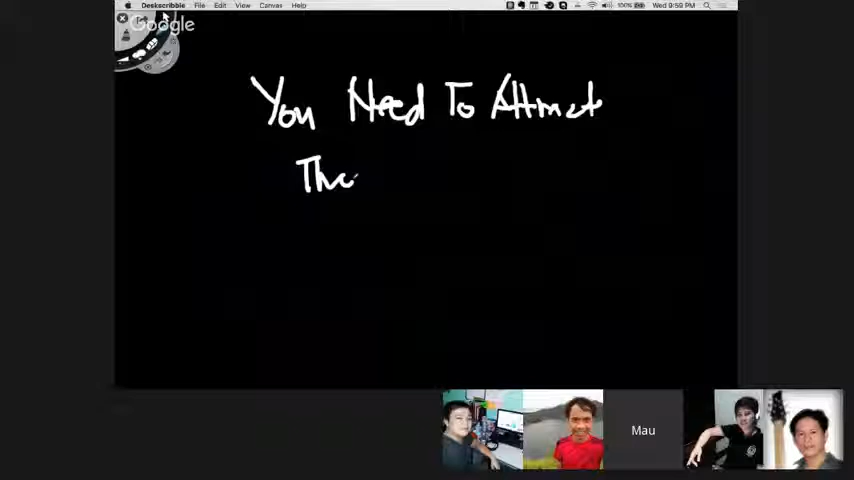 Deskscribble File Edit View Canvas Help 100% Wed 9:59 PM
Google
You Need To Attract
The
Mau